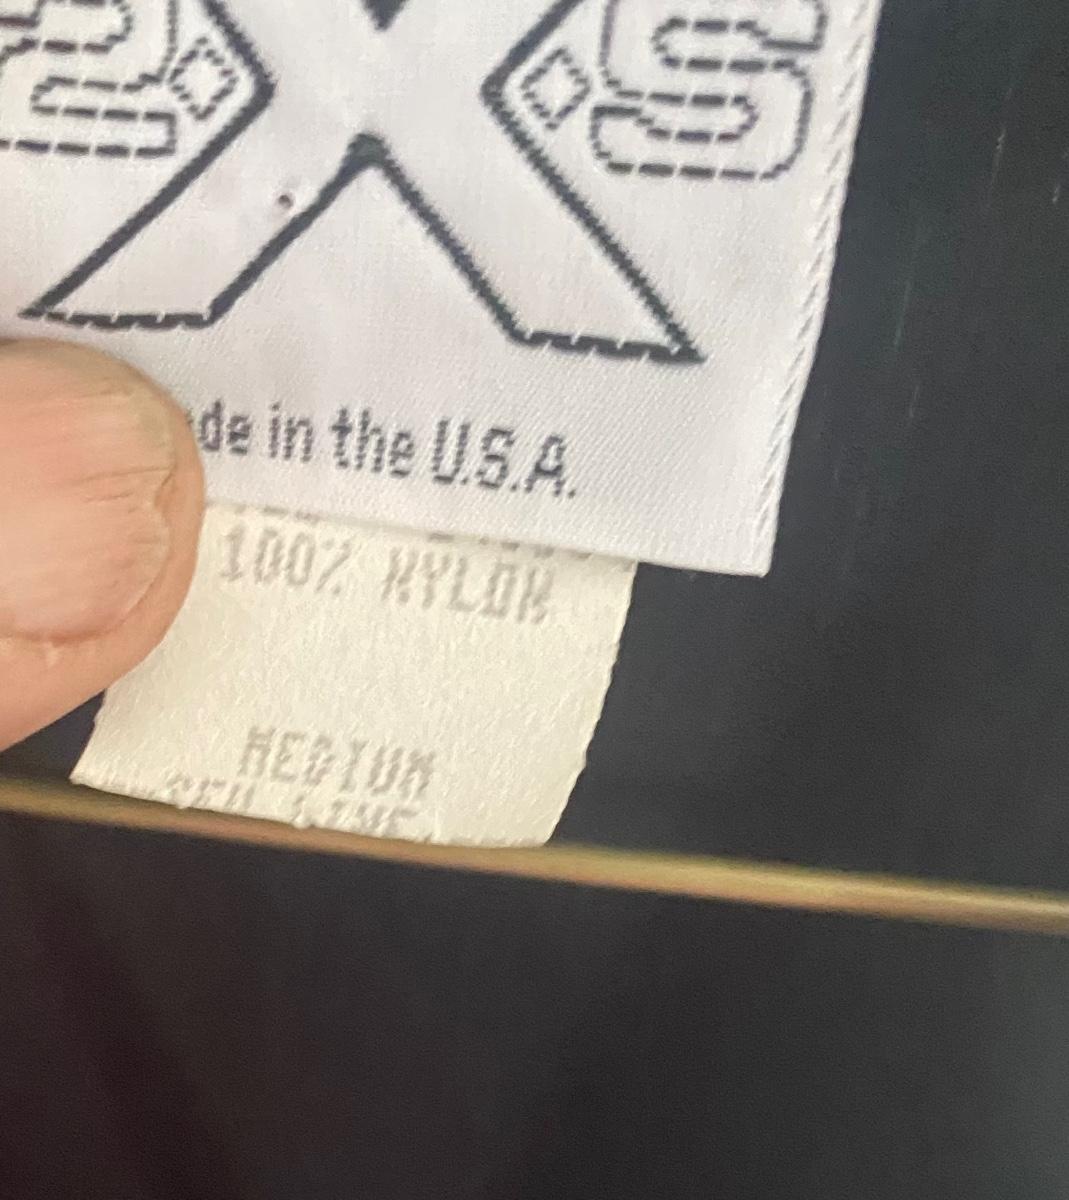 X S
de in the U.S.A.
100% NYLON
MEDIUM